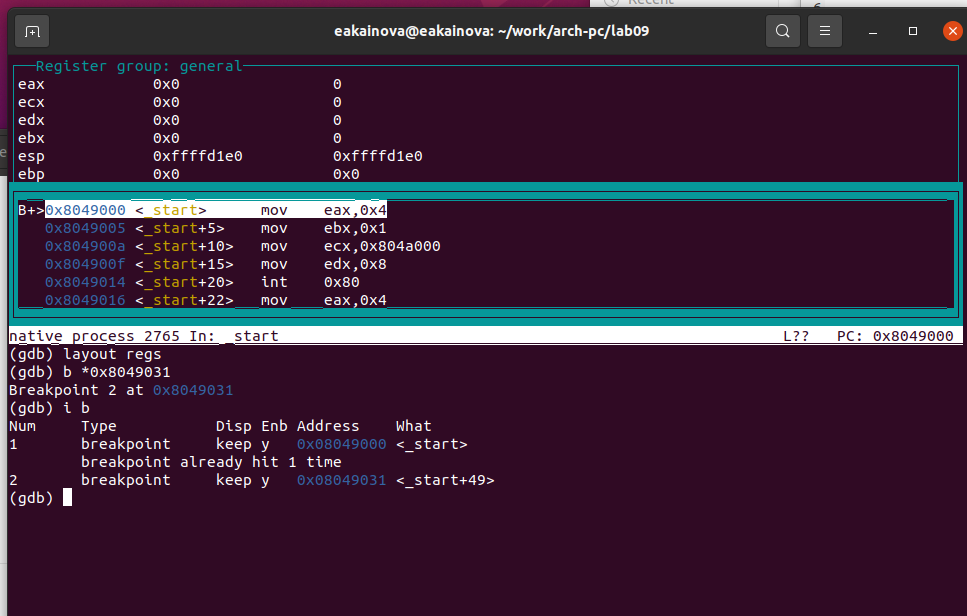 Recent
eakainova@eakainova: ~/work/arch-pc/lab09
Register group: general
eax 0x0 0
ecx 0x0 0
edx 0x0 0
ebx 0x0 0
esp 0xffffd1e0 0xffffd1e0
ebp 0x0 0x0
B+>0x8049000 <_start> mov eax,0x4
0x8049005 <_start+5> mov ebx,0x1
0x804900a <_start+10> mov ecx,0x804a000
0x804900f <_start+15> mov edx,0x8
0x8049014 <_start+20> int 0x80
0x8049016 <_start+22> mov eax,0x4
native process 2765 In: _start L?? PC: 0x8049000
(gdb) layout regs
(gdb) b *0x8049031
Breakpoint 2 at 0x8049031
(gdb) i b
Num Type Disp Enb Address What
1 breakpoint keep y 0x08049000 <_start>
breakpoint already hit 1 time
2 breakpoint keep y 0x08049031 <_start+49>
(gdb)